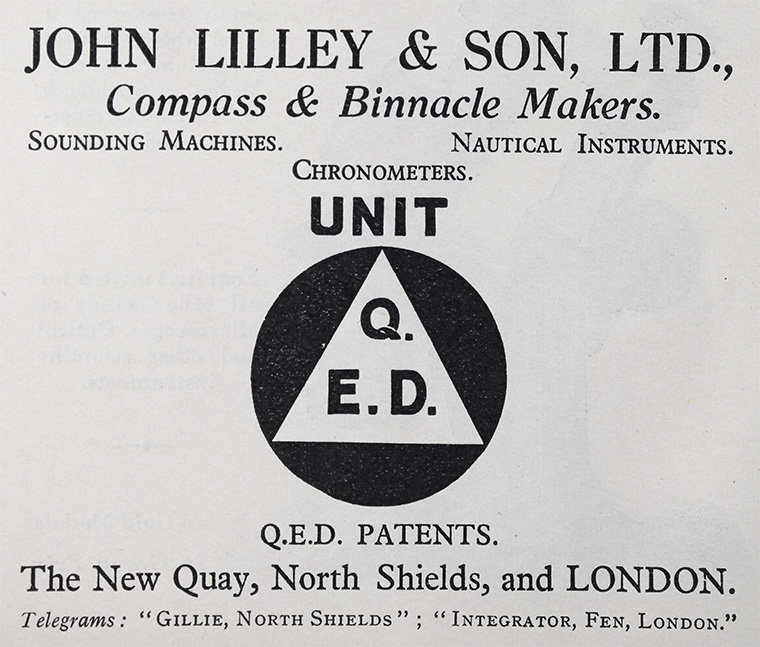 JOHN LILLEY & SON, LTD.,
Compass & Binnacle Makers.
SOUNDING MACHINES. NAUTICAL INSTRUMENTS.
CHRONOMETERS.
UNIT
Q.
E.D.
Q.E.D. PATENTS.
The New Quay, North Shields, and LONDON.
Telegrams: "GILLIE, NORTH SHIELDS"; "INTEGRATOR, FEN, LONDON."